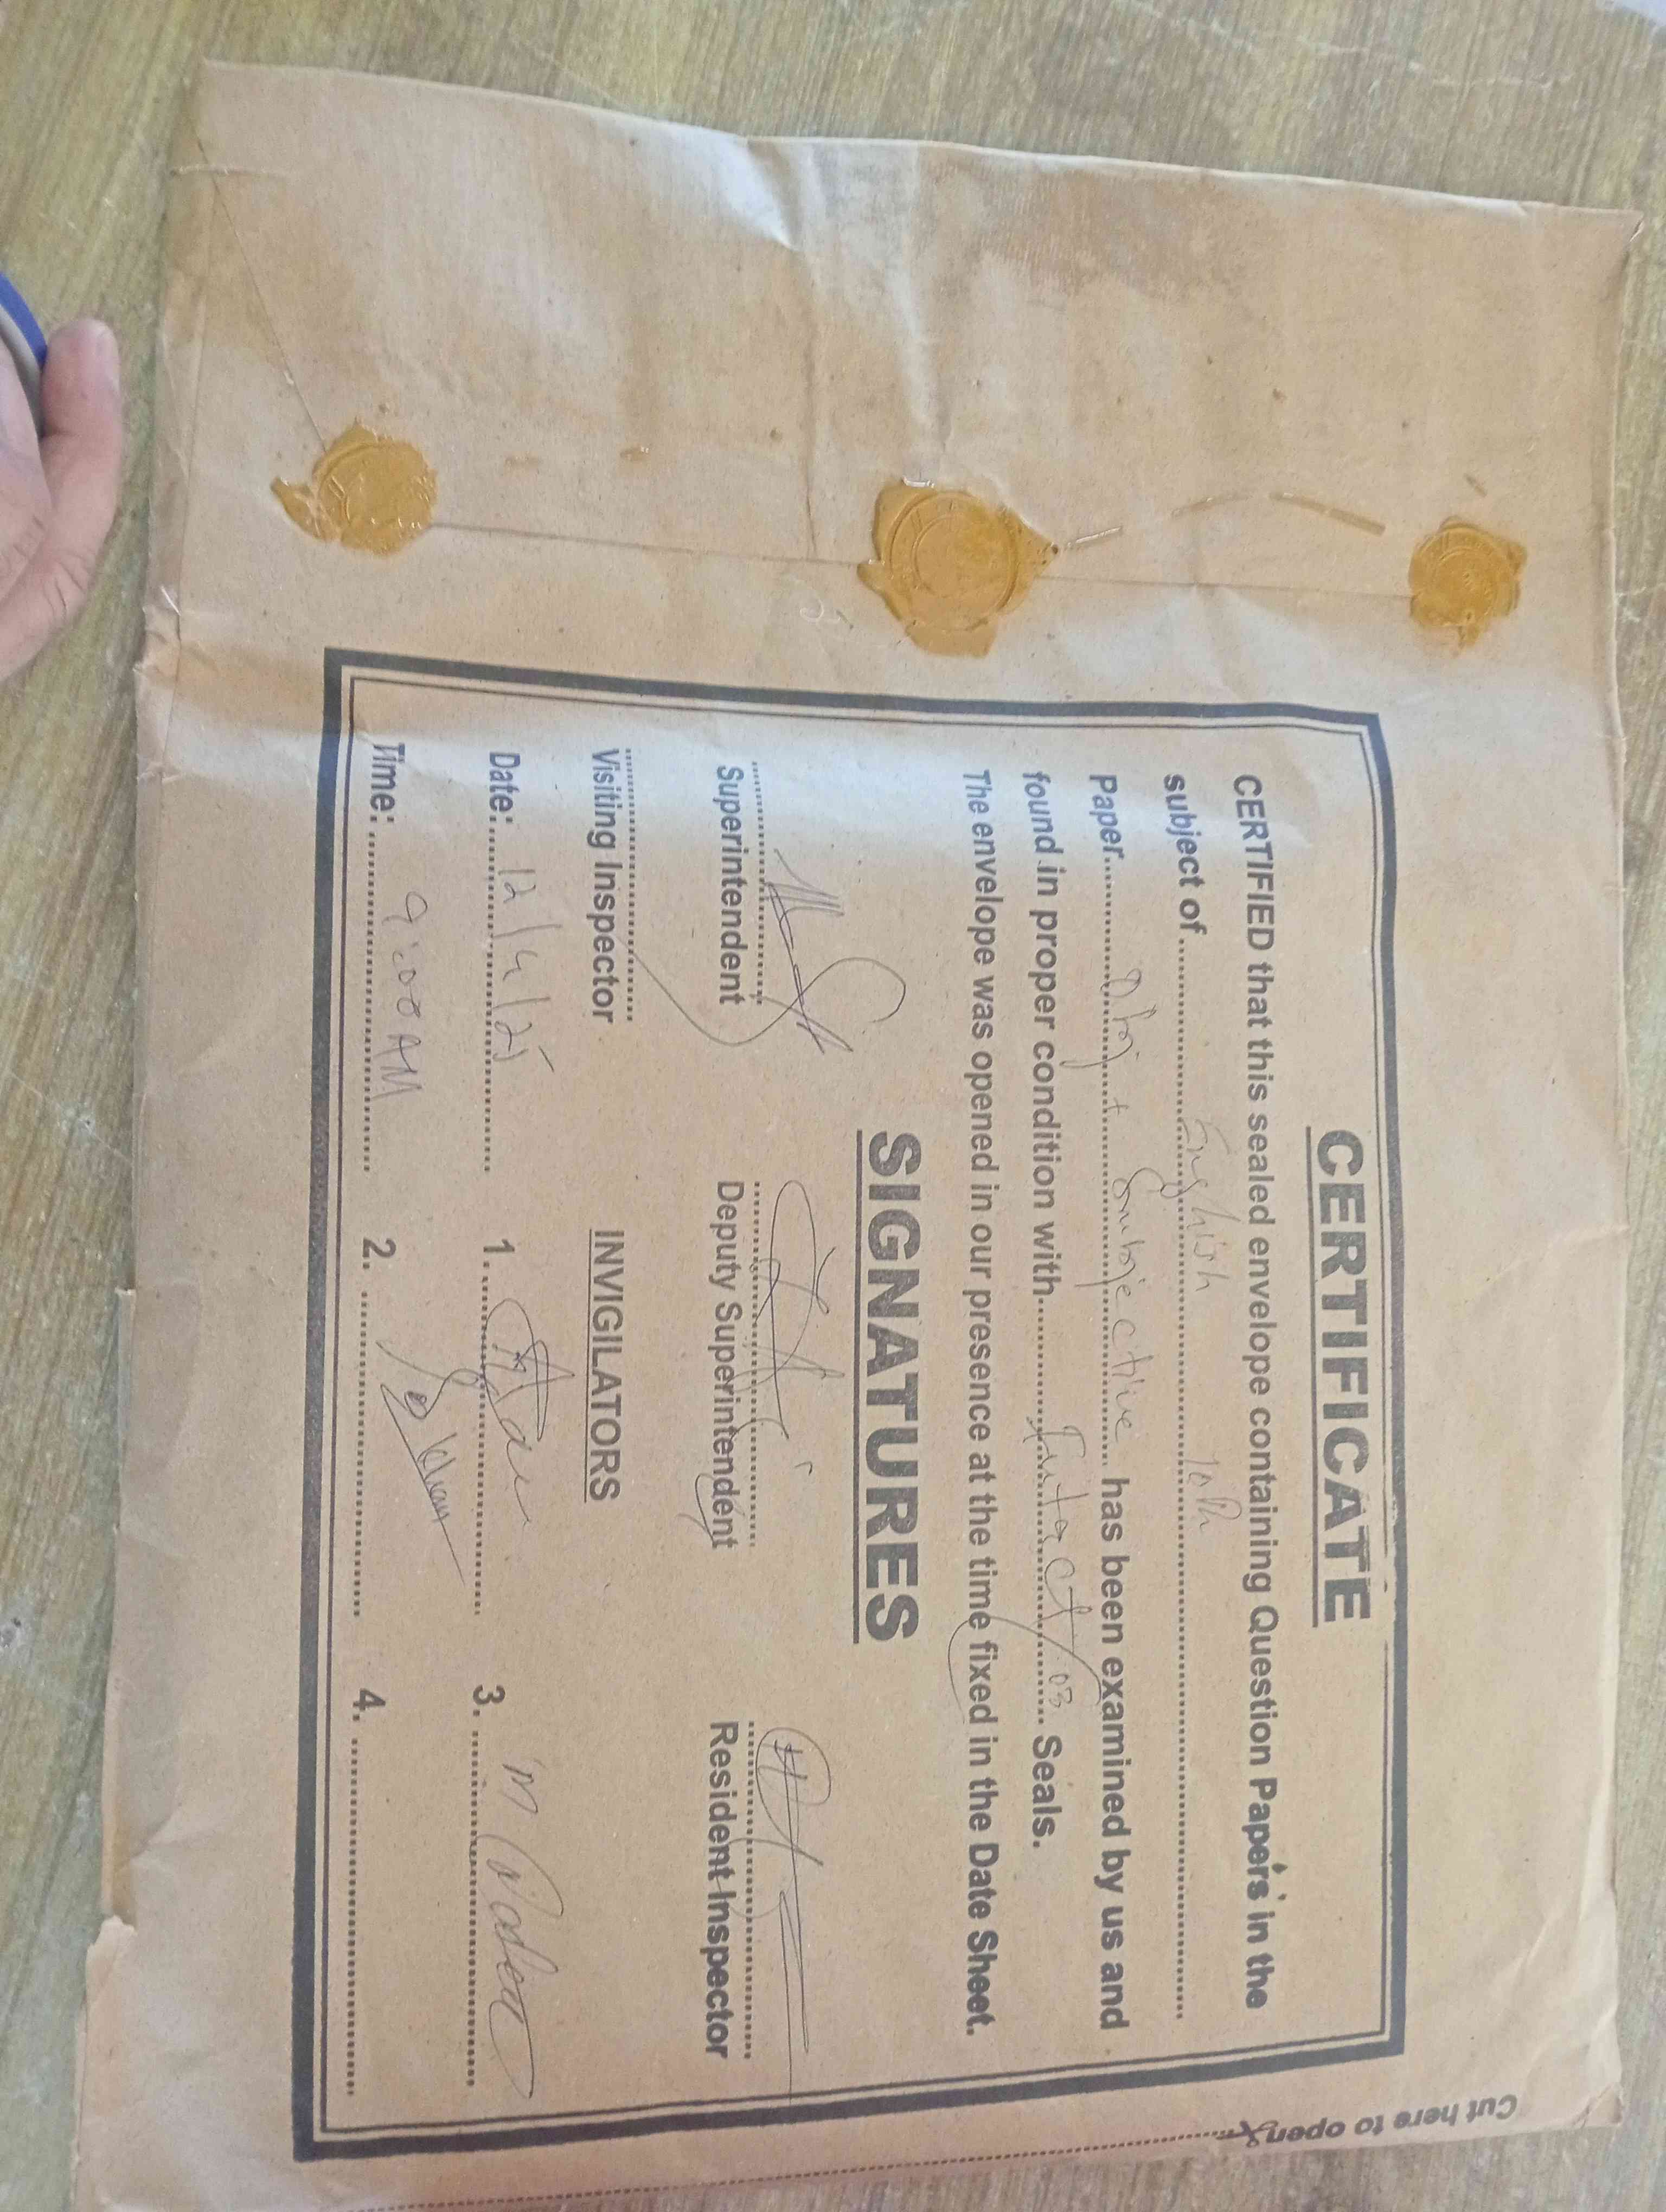 CERTIFICATE
CERTIFIED that this sealed envelope containing Question Papers in the
subject of English 10th
Paper Obj + Subjective has been examined by us and
found in proper condition with Intact/03 Seals.
The envelope was opened in our presence at the time fixed in the Date Sheet.
SIGNATURES
Superintendent Deputy Superintendent Resident Inspector
Visiting Inspector INVIGILATORS
Date: 12/4/25 1. 3. M
Time: 9:00 AM 2. 4.
Cut here to open